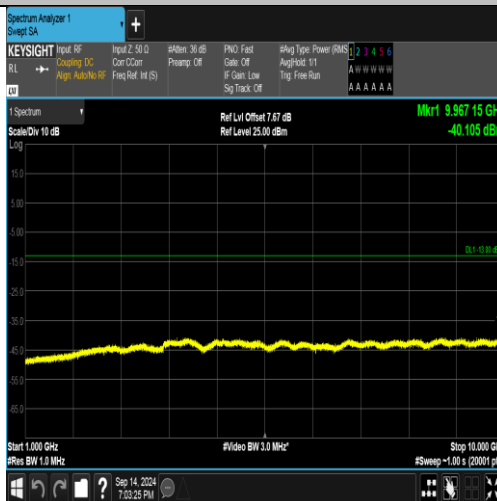 Spectrum Analyzer 1
Swept SA
+
KEYSIGHT
RL
Input: RF
Coupling: DC
Align: Auto/No RF
Input Z: 50 Ω
Corr CCorr
Freq Ref: Int (S)
#Atten: 36 dB
Preamp: Off
PNO: Fast
Gate: Off
IF Gain: Low
Sig Track: Off
#Avg Type: Power (RMS
Avg|Hold: 1/1
Trig: Free Run
1 2 3 4 5 6
A W W W W W
A A A A A A
1 Spectrum
Scale/Div 10 dB
Log
Ref Lvl Offset 7.67 dB
Ref Level 25.00 dBm
Mkr1 9.967 15 GH
-40.105 dB
15.0
5.00
-5.00
-15.0
-25.0
-35.0
-45.0
-55.0
-65.0
DL1 -13.00 dB
Start 1.000 GHz
#Res BW 1.0 MHz
#Video BW 3.0 MHz*
Stop 10.000 G
#Sweep ~1.00 s (20001 pt
?
Sep 14, 2024
7:03:25 PM